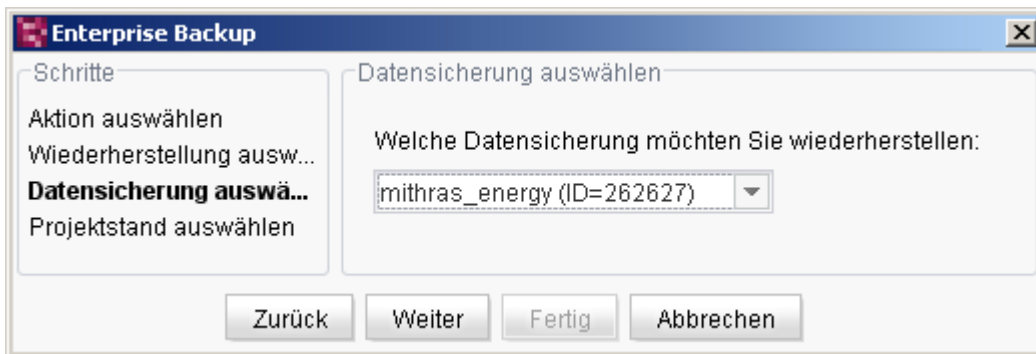 Enterprise Backup
Schritte
Aktion auswählen
Wiederherstellung ausw...
Datensicherung auswä...
Projektstand auswählen
Datensicherung auswählen
Welche Datensicherung möchten Sie wiederherstellen:
mithras_energy (ID=262627)
Zurück Weiter Fertig Abbrechen